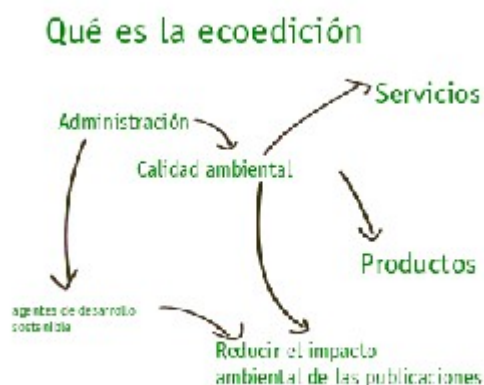 Qué es la ecoedición
Servicios
Administración
Calidad ambiental
Productos
agentes de desarrollo
sostenible
Reducir el impacto
ambiental de las publicaciones